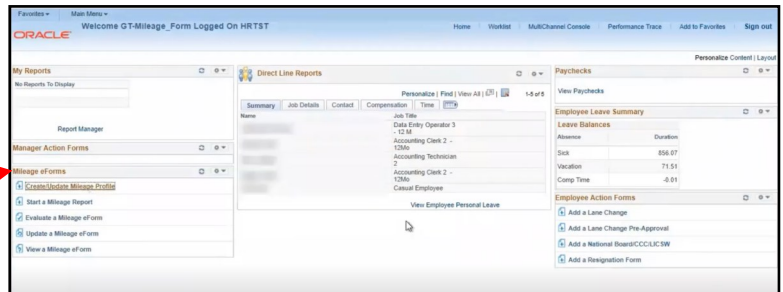 Favorites Main Menu
ORACLE
Welcome GT-Mileage_Form Logged On HRTST
Home Worklist MultiChannel Console Performance Trace Add to Favorites Sign out
Personalize Content | Layout
My Reports
No Reports To Display
Report Manager
Manager Action Forms
Mileage eForms
Create/Update Mileage Profile
Start a Mileage Report
Evaluate a Mileage eForm
Update a Mileage eForm
View a Mileage eForm
Direct Line Reports
Personalize | Find | View All | 1-5 of 5
Summary Job Details Contact Compensation Time
Name Job Title
Data Entry Operator 3
- 12 M
Accounting Clerk 2 -
12Mo
Accounting Technician
2
Accounting Clerk 2 -
12Mo
Casual Employee
View Employee Personal Leave
Paychecks
View Paychecks
Employee Leave Summary
Leave Balances
Absence Duration
Sick 856.07
Vacation 71.51
Comp Time -0.01
Employee Action Forms
Add a Lane Change
Add a Lane Change Pre-Approval
Add a National Board/CCC/LICSW
Add a Resignation Form